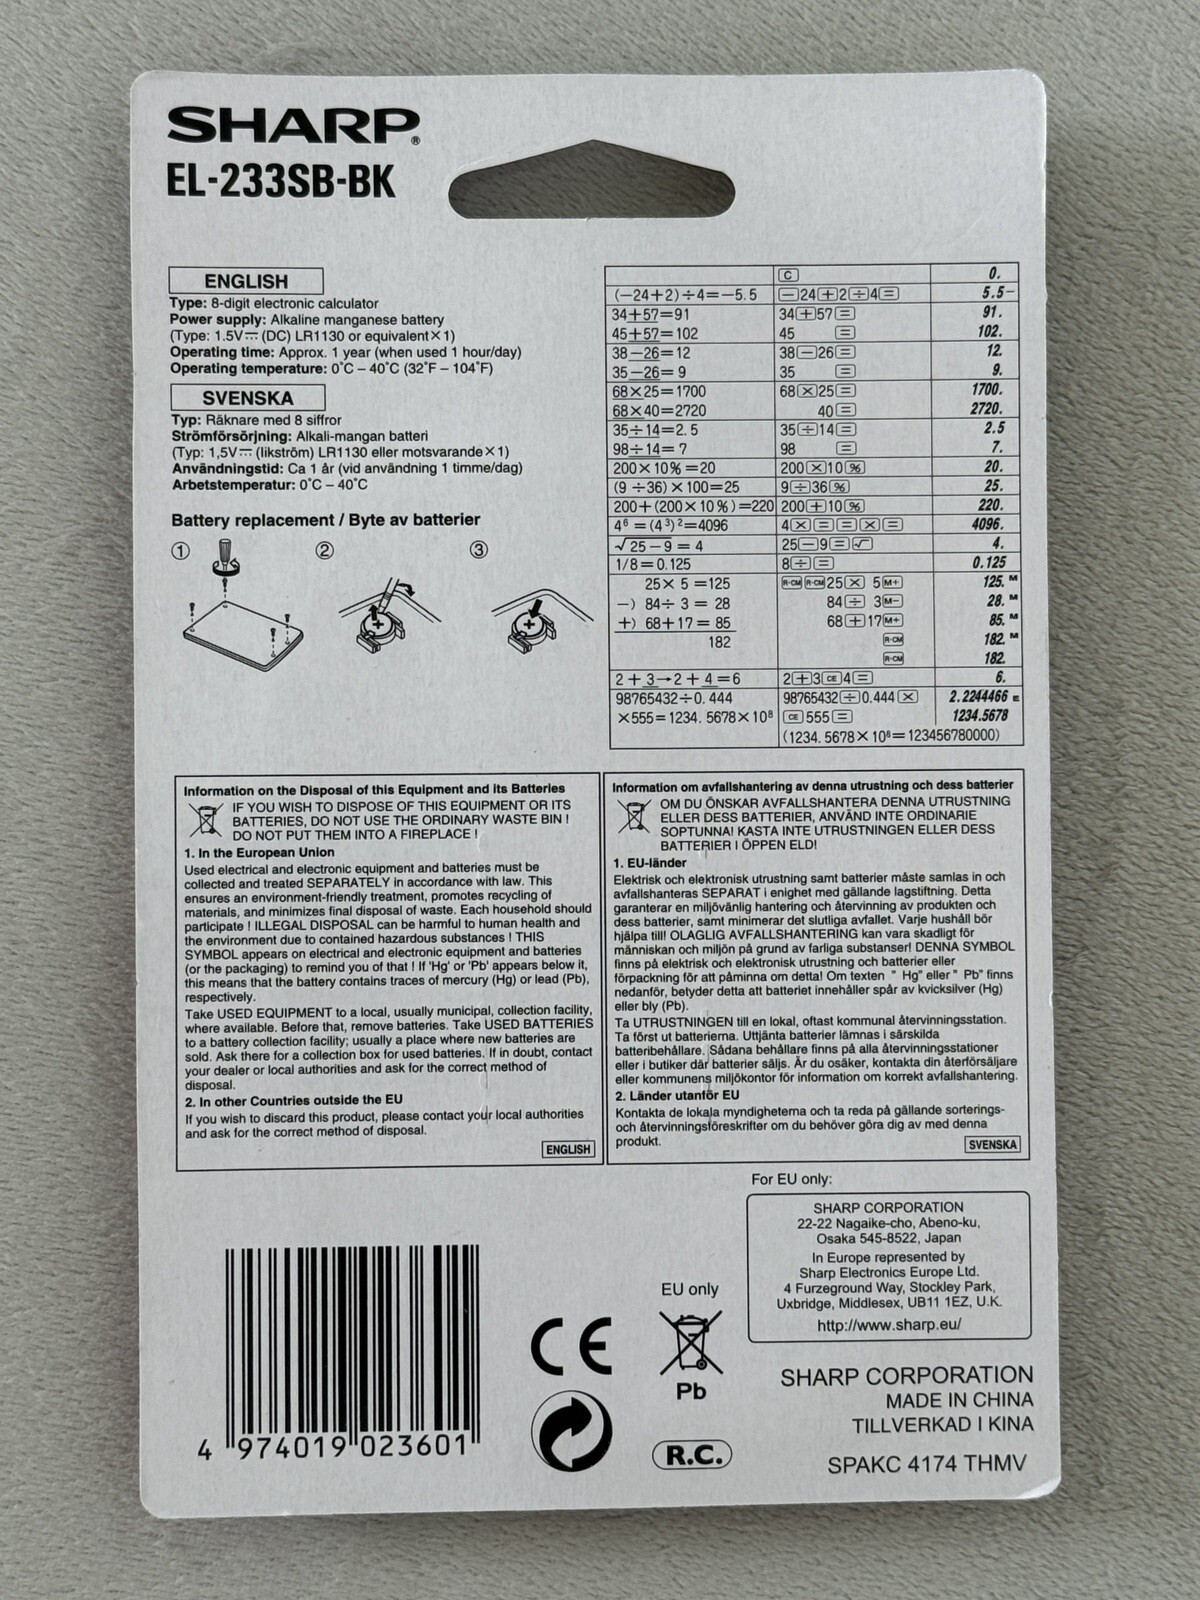 SHARP®
EL-233SB-BK
ENGLISH
Type: 8-digit electronic calculator
Power supply: Alkaline manganese battery
(Type: 1.5V⎓ (DC) LR1130 or equivalent×1)
Operating time: Approx. 1 year (when used 1 hour/day)
Operating temperature: 0˚C – 40˚C (32˚F – 104˚F)
SVENSKA
Typ: Räknare med 8 siffror
Strömförsörjning: Alkali-mangan batteri
(Typ: 1,5V⎓ (likström) LR1130 eller motsvarande×1)
Användningstid: Ca 1 år (vid användning 1 timme/dag)
Arbetstemperatur: 0˚C – 40˚C
Battery replacement / Byte av batterier
① ② ③
C 0.
(−24+2)÷4=−5.5 −24+2÷4= 5.5−
34+57=91 34+57= 91.
45+57=102 45 = 102.
38−26=12 38−26= 12.
35−26=9 35 = 9.
68×25=1700 68×25= 1700.
68×40=2720 40= 2720.
35÷14=2.5 35÷14= 2.5
98÷14=7 98 = 7.
200×10%=20 200×10% 20.
(9÷36)×100=25 9÷36% 25.
200+(200×10%)=220 200+10% 220.
4⁶=(4³)²=4096 4×==×= 4096.
√25−9=4 25−9=√ 4.
1/8=0.125 8÷= 0.125
25×5=125 R·CM R·CM 25× 5M+ 125. M
−) 84÷3=28 84÷ 3M− 28. M
+) 68+17=85 68+17M+ 85. M
182 R·CM 182. M
R·CM 182.
2+3→2+4=6 2+3CE4= 6.
98765432÷0.444 98765432÷0.444× 2.2244466 E
×555=1234.5678×10⁸ CE555= 1234.5678
(1234.5678×10⁸=123456780000)
Information on the Disposal of this Equipment and its Batteries
IF YOU WISH TO DISPOSE OF THIS EQUIPMENT OR ITS
BATTERIES, DO NOT USE THE ORDINARY WASTE BIN !
DO NOT PUT THEM INTO A FIREPLACE !
1. In the European Union
Used electrical and electronic equipment and batteries must be
collected and treated SEPARATELY in accordance with law. This
ensures an environment-friendly treatment, promotes recycling of
materials, and minimizes final disposal of waste. Each household should
participate ! ILLEGAL DISPOSAL can be harmful to human health and
the environment due to contained hazardous substances ! THIS
SYMBOL appears on electrical and electronic equipment and batteries
(or the packaging) to remind you of that ! If 'Hg' or 'Pb' appears below it,
this means that the battery contains traces of mercury (Hg) or lead (Pb),
respectively.
Take USED EQUIPMENT to a local, usually municipal, collection facility,
where available. Before that, remove batteries. Take USED BATTERIES
to a battery collection facility; usually a place where new batteries are
sold. Ask there for a collection box for used batteries. If in doubt, contact
your dealer or local authorities and ask for the correct method of
disposal.
2. In other Countries outside the EU
If you wish to discard this product, please contact your local authorities
and ask for the correct method of disposal.
ENGLISH
Information om avfallshantering av denna utrustning och dess batterier
OM DU ÖNSKAR AVFALLSHANTERA DENNA UTRUSTNING
ELLER DESS BATTERIER, ANVÄND INTE ORDINARIE
SOPTUNNA! KASTA INTE UTRUSTNINGEN ELLER DESS
BATTERIER I ÖPPEN ELD!
1. EU-länder
Elektrisk och elektronisk utrustning samt batterier måste samlas in och
avfallshanteras SEPARAT i enighet med gällande lagstiftning. Detta
garanterar en miljövänlig hantering och återvinning av produkten och
dess batterier, samt minimerar det slutliga avfallet. Varje hushåll bör
hjälpa till! OLAGLIG AVFALLSHANTERING kan vara skadligt för
människan och miljön på grund av farliga substanser! DENNA SYMBOL
finns på elektrisk och elektronisk utrustning och batterier eller
förpackning för att påminna om detta! Om texten " Hg" eller " Pb" finns
nedanför, betyder detta att batteriet innehåller spår av kvicksilver (Hg)
eller bly (Pb).
Ta UTRUSTNINGEN till en lokal, oftast kommunal återvinningsstation.
Ta först ut batterierna. Uttjänta batterier lämnas i särskilda
batteribehållare. Sådana behållare finns på alla återvinningsstationer
eller i butiker där batterier säljs. Är du osäker, kontakta din återförsäljare
eller kommunens miljökontor för information om korrekt avfallshantering.
2. Länder utanför EU
Kontakta de lokala myndigheterna och ta reda på gällande sorterings-
och återvinningsföreskrifter om du behöver göra dig av med denna
produkt.
SVENSKA
For EU only:
SHARP CORPORATION
22-22 Nagaike-cho, Abeno-ku,
Osaka 545-8522, Japan
In Europe represented by
Sharp Electronics Europe Ltd.
4 Furzeground Way, Stockley Park,
Uxbridge, Middlesex, UB11 1EZ, U.K.
http://www.sharp.eu/
4 974019 023601
CE
EU only
Pb
R.C.
SHARP CORPORATION
MADE IN CHINA
TILLVERKAD I KINA
SPAKC 4174 THMV